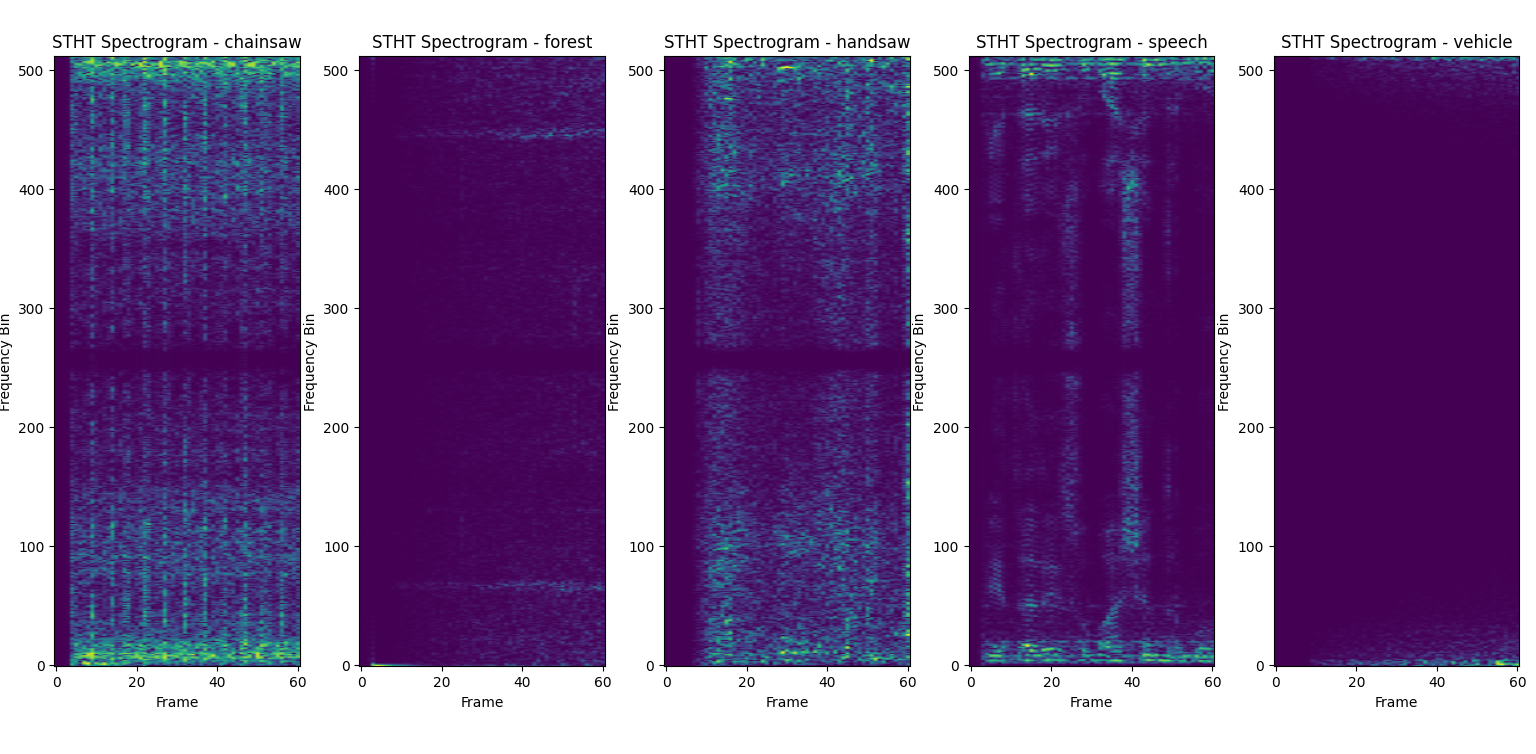 STHT Spectrogram - chainsaw
500
400
300
200
100
0
0 20 40 60
Frequency Bin
Frame
STHT Spectrogram - forest
500
400
300
200
100
0
0 20 40 60
Frequency Bin
Frame
STHT Spectrogram - handsaw
500
400
300
200
100
0
0 20 40 60
Frequency Bin
Frame
STHT Spectrogram - speech
500
400
300
200
100
0
0 20 40 60
Frequency Bin
Frame
STHT Spectrogram - vehicle
500
400
300
200
100
0
0 20 40 60
Frequency Bin
Frame